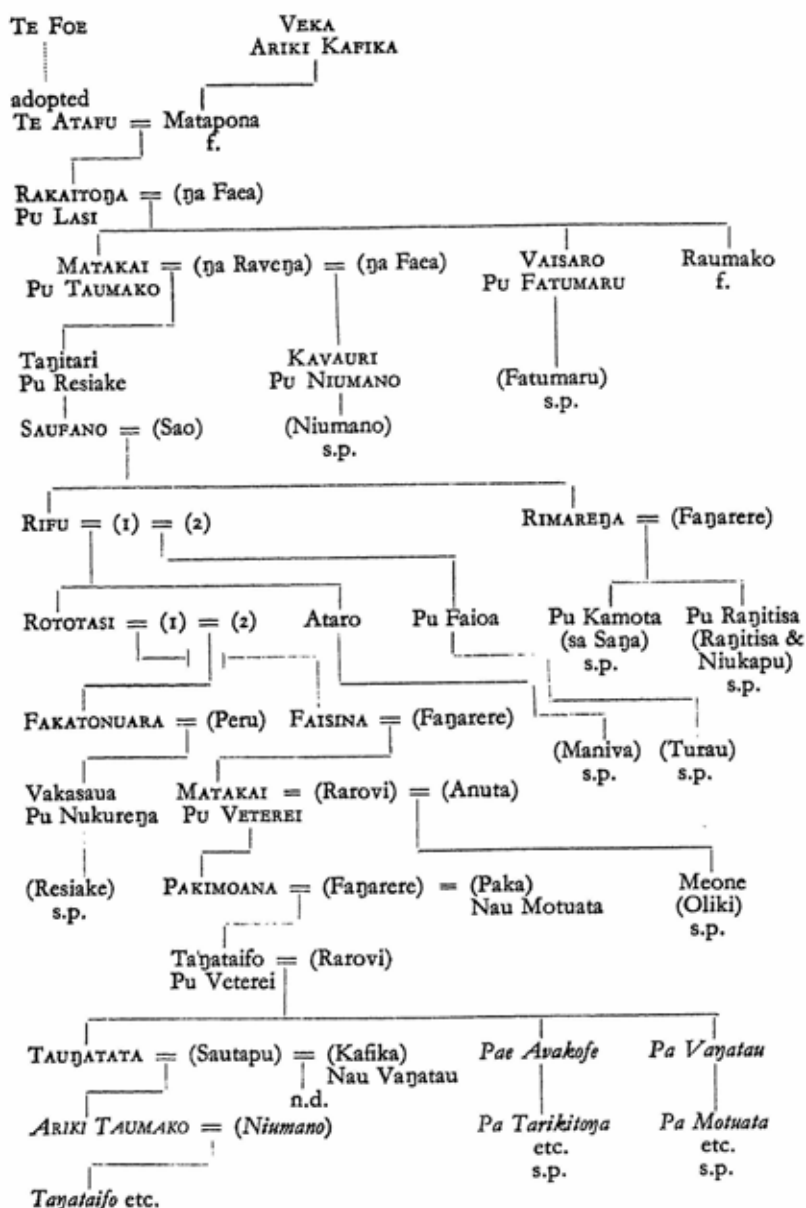 TE FOE
VEKA
ARIKI KAFIKA
adopted
TE ATAFU = Matapona
f.
RAKAITOŊA = (ŋa Faea)
PU LASI
MATAKAI = (ŋa Raveŋa) = (ŋa Faea)
PU TAUMAKO
VAISARO
PU FATUMARU
Raumako
f.
Taŋitari
Pu Resiake
KAVAURI
PU NIUMANO
(Fatumaru)
s.p.
SAUFANO = (Sao)
(Niumano)
s.p.
RIFU = (1) = (2)
RIMAREŊA = (Faŋarere)
ROTOTASI = (1) = (2)
Ataro
Pu Faioa
Pu Kamota
(sa Saŋa)
s.p.
Pu Raŋitisa
(Raŋitisa &
Niukapu)
s.p.
FAKATONUARA = (Peru)
FAISINA = (Faŋarere)
(Maniva)
s.p.
(Turau)
s.p.
Vakasaua
Pu Nukureŋa
MATAKAI = (Rarovi) = (Anuta)
PU VETEREI
(Resiake)
s.p.
PAKIMOANA = (Faŋarere) = (Paka)
Nau Motuata
Meone
(Oliki)
s.p.
Taŋataifo = (Rarovi)
Pu Veterei
TAUŊATATA = (Sautapu) = (Kafika)
Nau Vaŋatau
n.d.
Pae Avakofe
Pa Vaŋatau
ARIKI TAUMAKO = (Niumano)
Pa Tarikitoŋa
etc.
s.p.
Pa Motuata
etc.
s.p.
Taŋataifo etc.